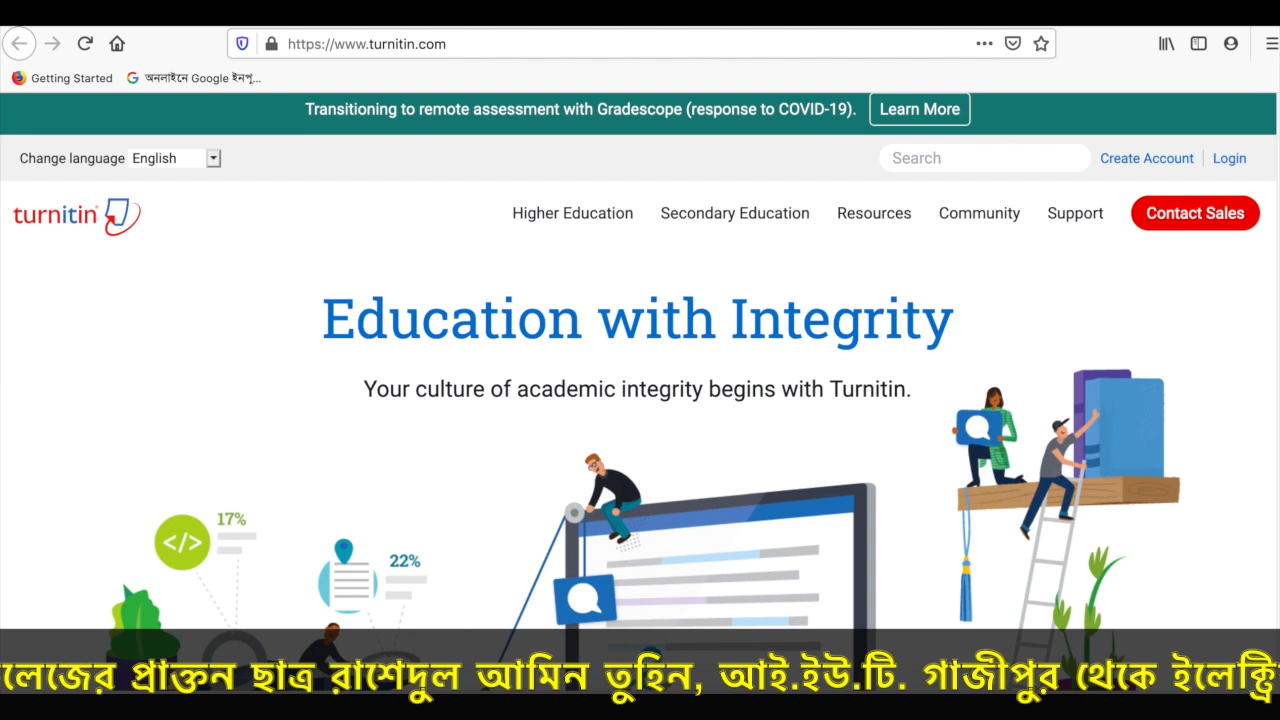 https://www.turnitin.com
Getting Started
অনলাইনে Google ইনপু...
Transitioning to remote assessment with Gradescope (response to COVID-19). Learn More
Change language English Search Create Account Login
turnitin Higher Education Secondary Education Resources Community Support Contact Sales
Education with Integrity
Your culture of academic integrity begins with Turnitin.
17%
22%
লেজের প্রাক্তন ছাত্র রাশেদুল আমিন তুহিন, আই.ইউ.টি. গাজীপুর থেকে ইলেক্ট্রি